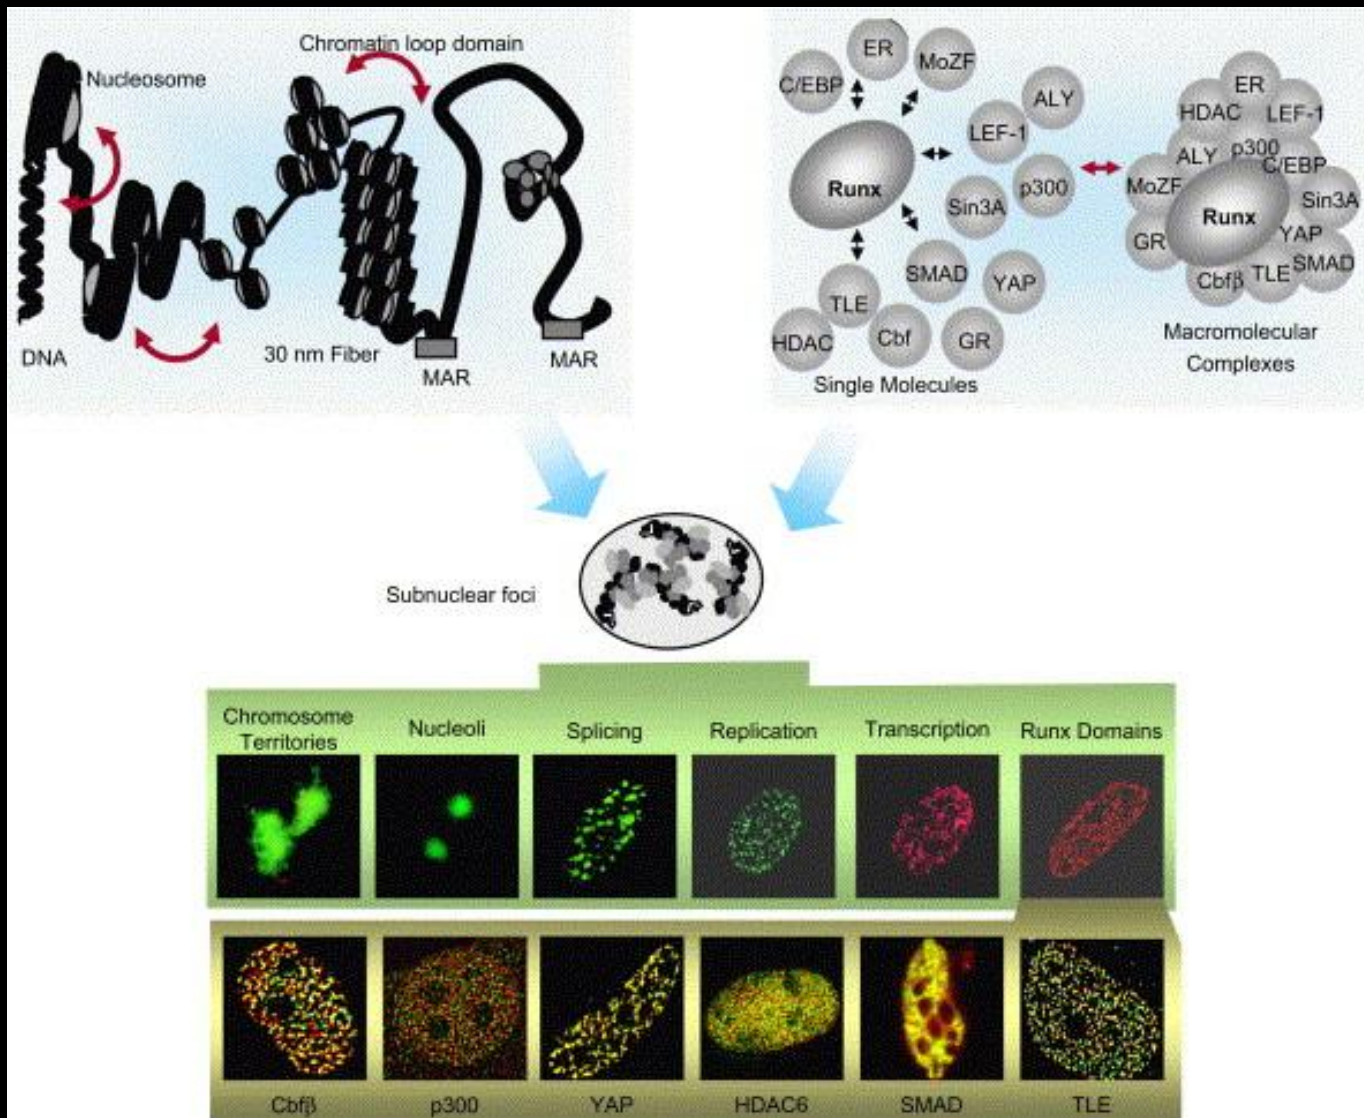 Chromatin loop domain
Nucleosome
DNA
30 nm Fiber
MAR
MAR
ER
C/EBP
MoZF
ALY
LEF-1
Runx
p300
Sin3A
SMAD
YAP
TLE
HDAC
Cbf
GR
Single Molecules
ER
HDAC
LEF-1
ALY
p300
C/EBP
MoZF
Sin3A
Runx
GR
YAP
SMAD
Cbfβ
TLE
Macromolecular
Complexes
Subnuclear foci
Chromosome
Territories
Nucleoli
Splicing
Replication
Transcription
Runx Domains
Cbfβ
p300
YAP
HDAC6
SMAD
TLE